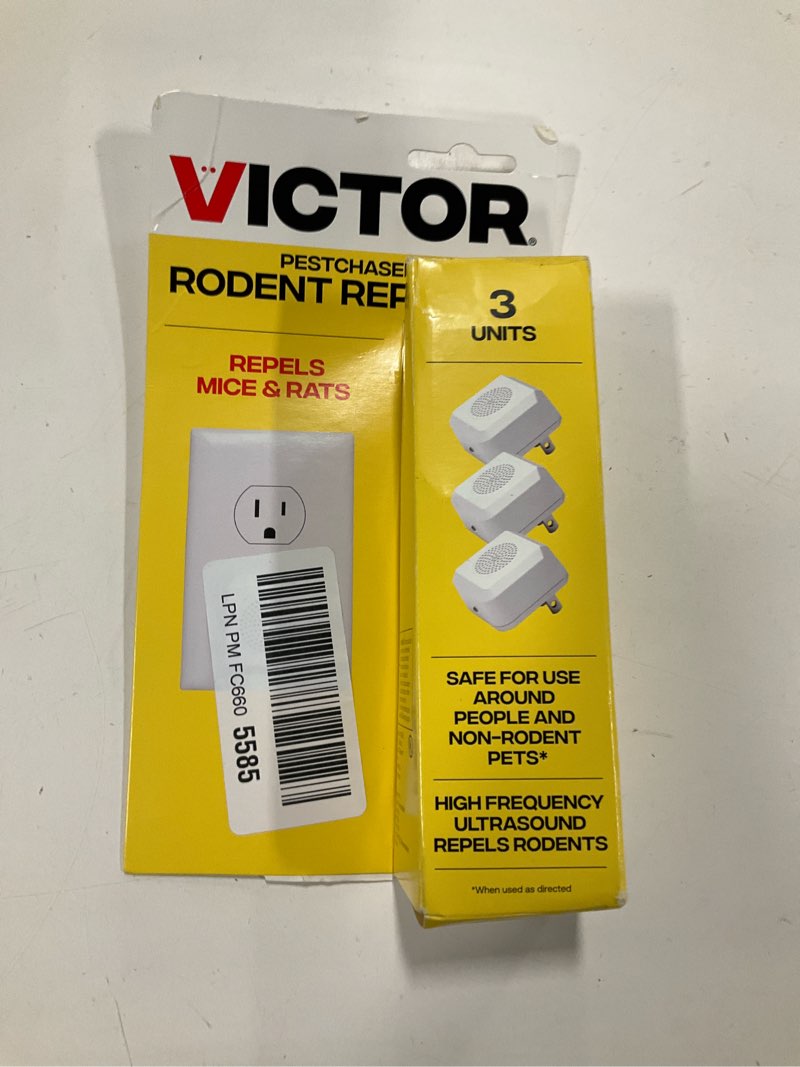 VICTOR®
PESTCHASE
RODENT REP
REPELS
MICE & RATS
LPN PM FC660 5585
3
UNITS
SAFE FOR USE
AROUND
PEOPLE AND
NON-RODENT
PETS*
HIGH FREQUENCY
ULTRASOUND
REPELS RODENTS
*When used as directed